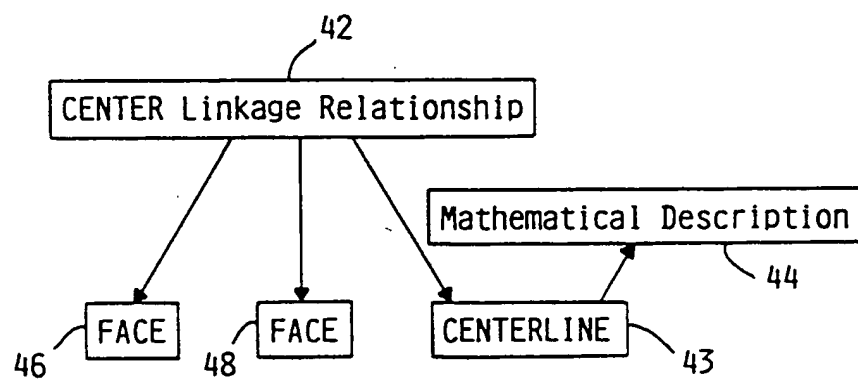 42
CENTER Linkage Relationship
Mathematical Description
44
46
FACE
48
FACE
CENTERLINE
43